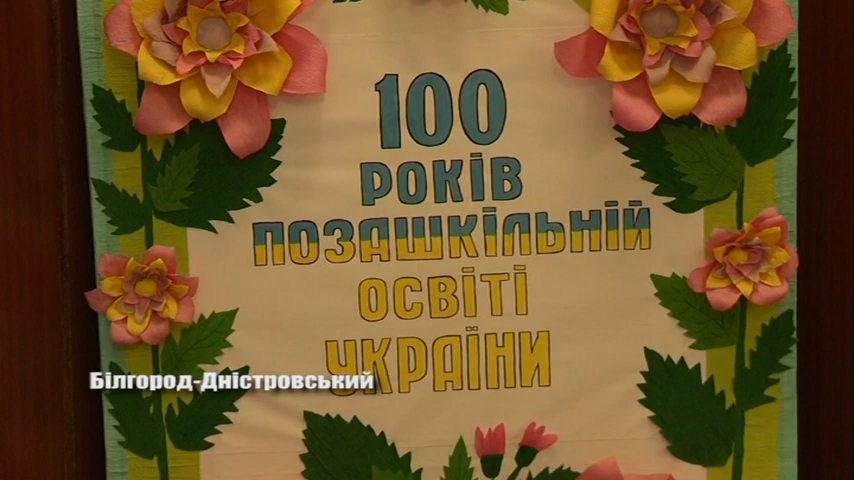 100
РОКІВ
ПОЗАШКІЛЬНІЙ
ОСВІТІ
УКРАЇНИ
Білгород-Дністровський